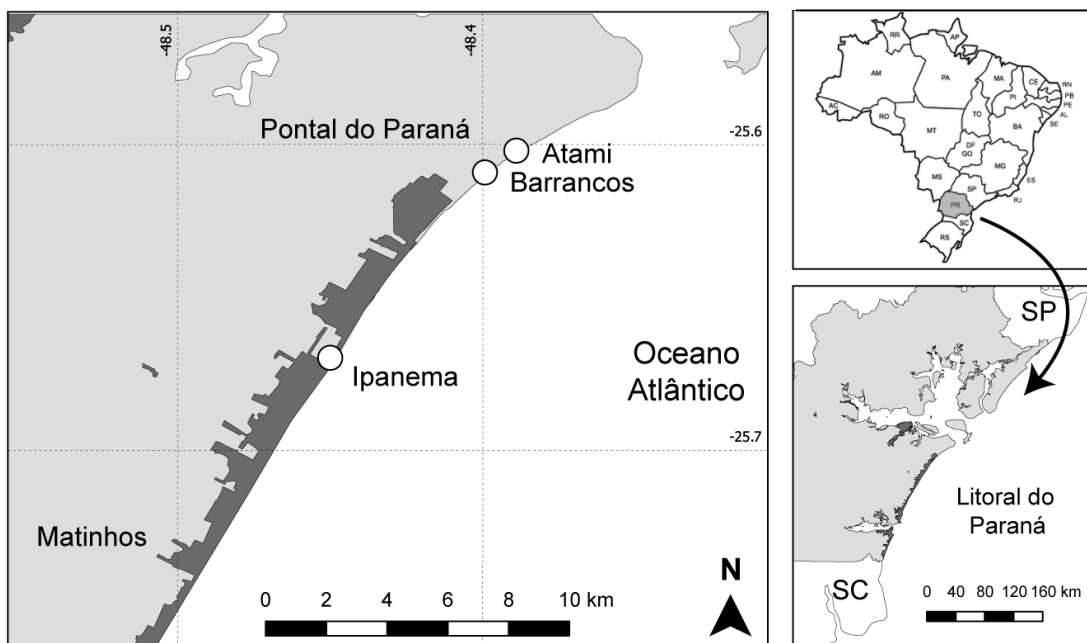 -48.5
-48.4
Pontal do Paraná
-25.6
Atami
Barrancos
Ipanema
Oceano
Atlântico
-25.7
Matinhos
N
0 2 4 6 8 10 km
RR
AP
AM
PA
MA
CE
RN
PB
PE
AL
SE
PI
AC
RO
TO
BA
MT
DF
GO
MG
ES
MS
SP
RJ
PR
SC
RS
SP
Litoral do
Paraná
SC
0 40 80 120 160 km